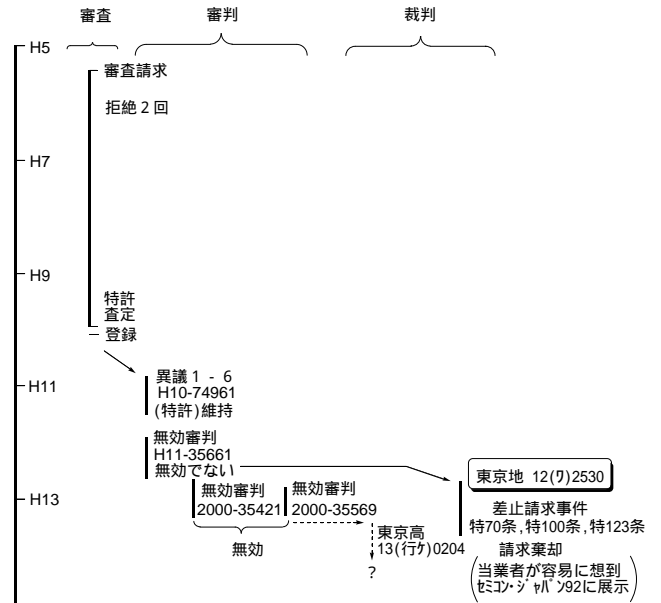 審査
審判
裁判
H5
審査請求
拒絶２回
H7
H9
特許
査定
登録
H11
異議１ - ６
H10-74961
(特許)維持
無効審判
H11-35661
無効でない
H13
無効審判
2000-35421
無効審判
2000-35569
無効
東京高
13(行ｹ)0204
?
東京地 12(ﾜ)2530
差止請求事件
特70条,特100条,特123条
請求棄却
(当業者が容易に想到
ｾﾐｺﾝ･ｼﾞｬﾊﾟﾝ92に展示)